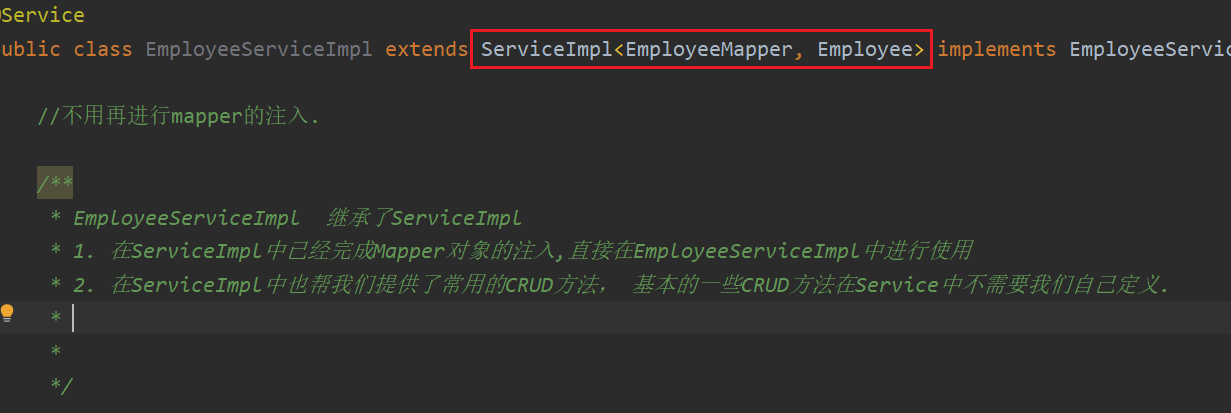 @Service
ublic class EmployeeServiceImpl extends ServiceImpl<EmployeeMapper, Employee> implements EmployeeServic
//不用再进行mapper的注入.
/**
* EmployeeServiceImpl 继承了ServiceImpl
* 1. 在ServiceImpl中已经完成Mapper对象的注入,直接在EmployeeServiceImpl中进行使用
* 2. 在ServiceImpl中也帮我们提供了常用的CRUD方法， 基本的一些CRUD方法在Service中不需要我们自己定义.
*
*
*/